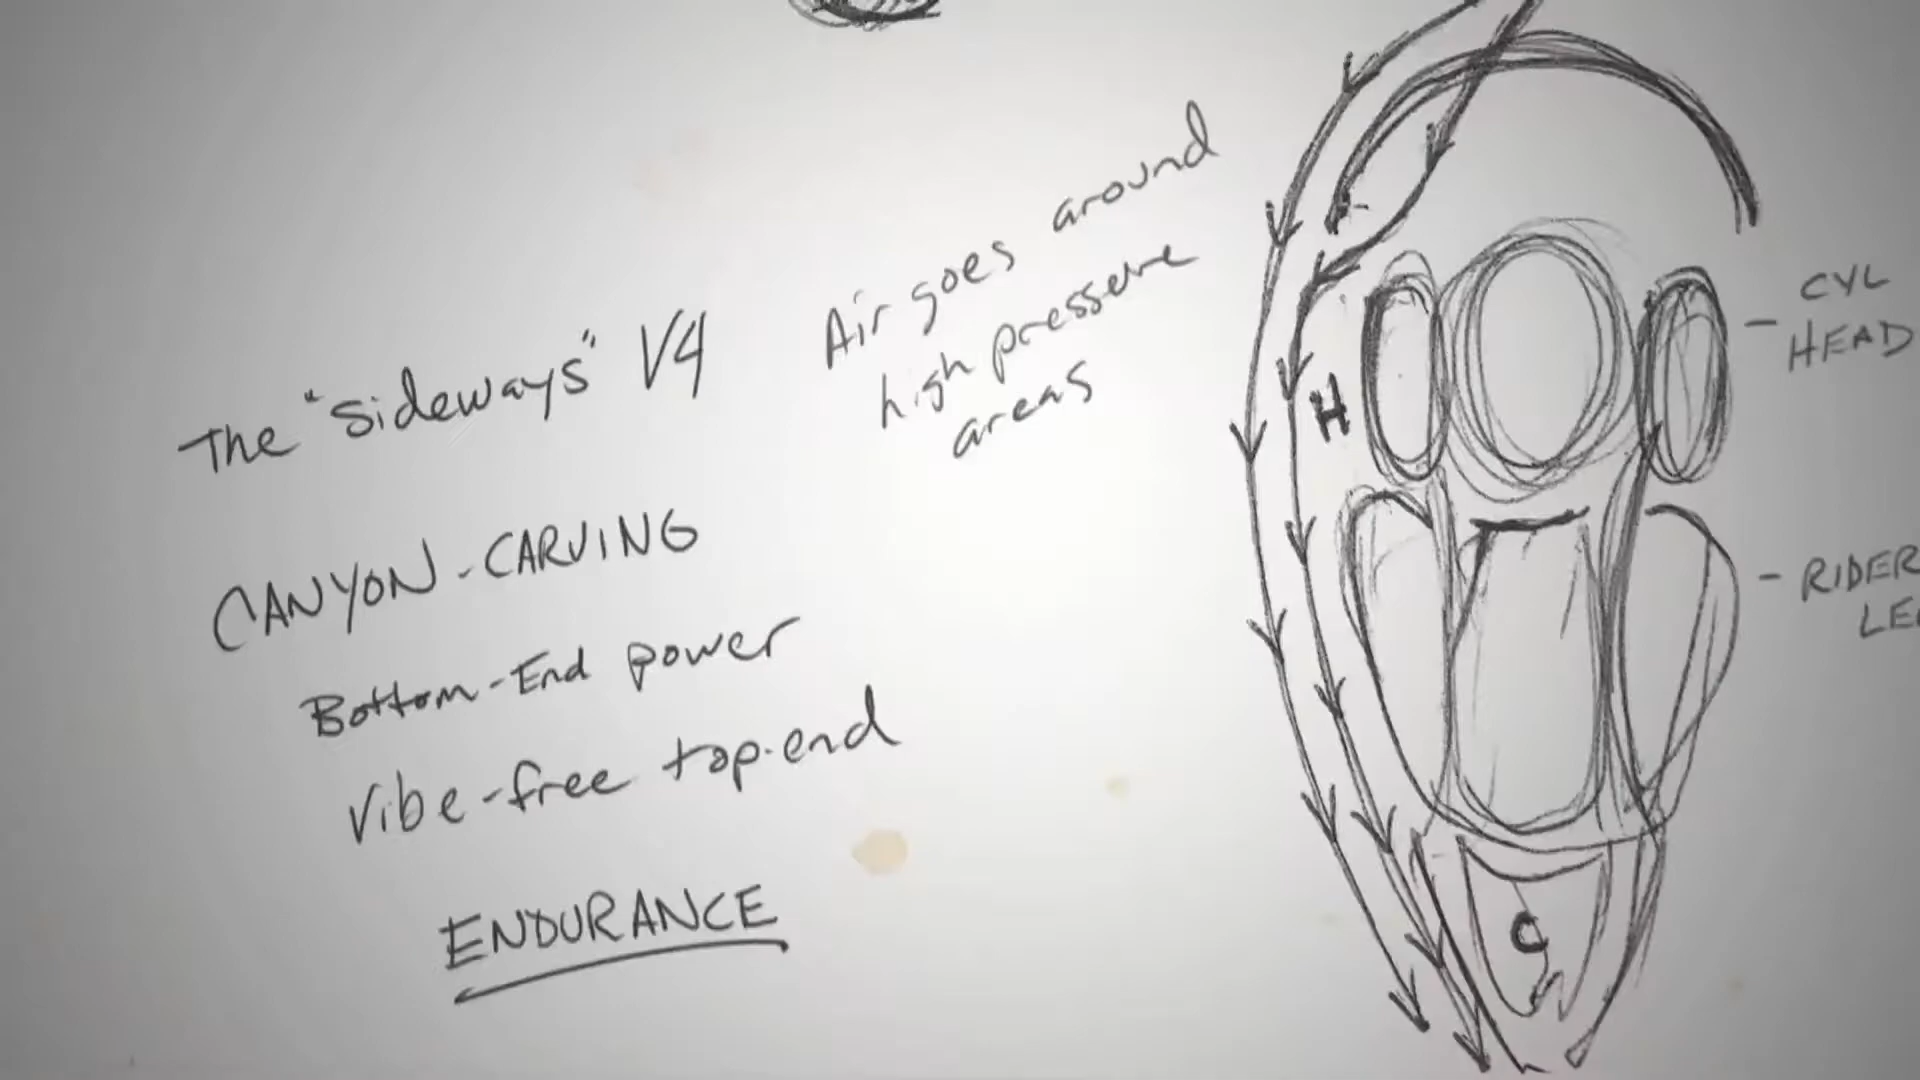 The "sideways" V4
CANYON-CARVING
Bottom-End power
Vibe-free top-end
ENDURANCE
Air goes around
high pressure
areas
H
C
CYL
HEAD
RIDER